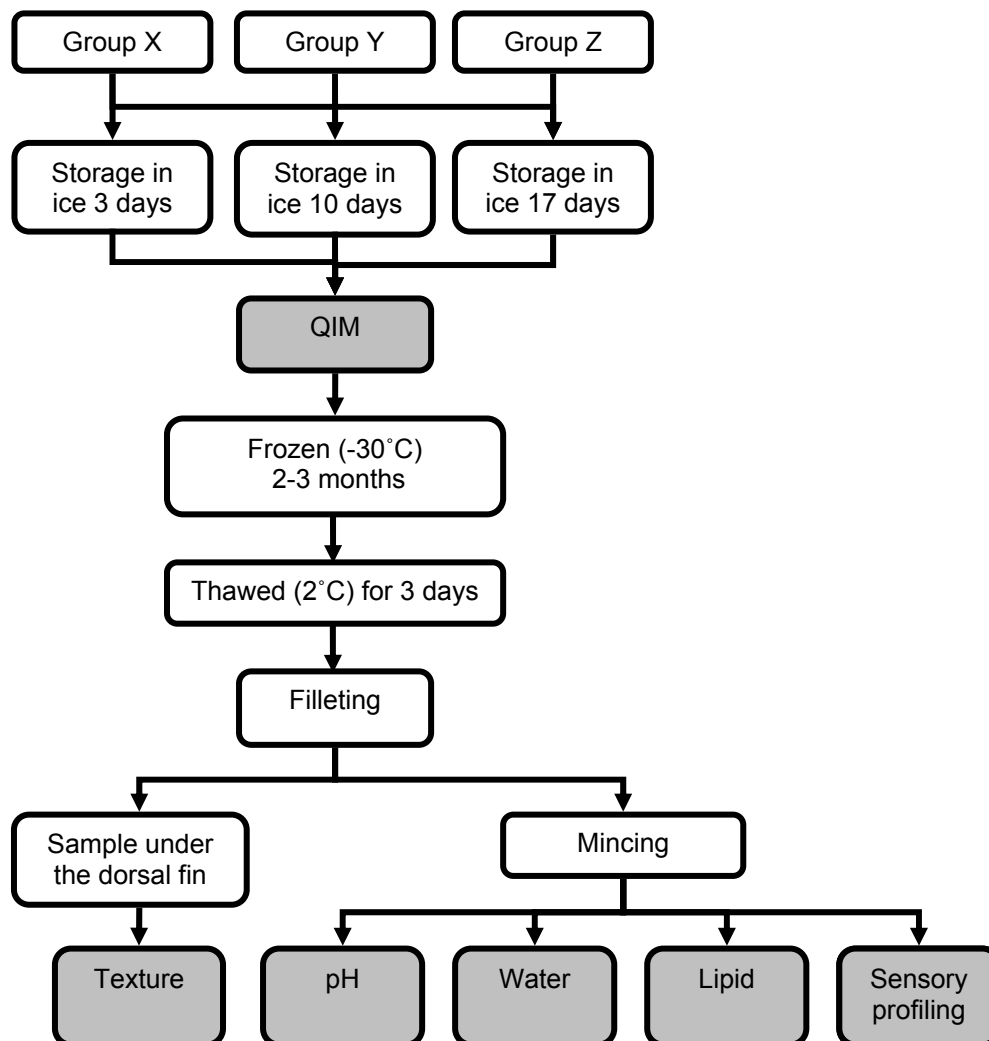 Group X
Group Y
Group Z
Storage in
ice 3 days
Storage in
ice 10 days
Storage in
ice 17 days
QIM
Frozen (-30˚C)
2-3 months
Thawed (2˚C) for 3 days
Filleting
Sample under
the dorsal fin
Mincing
Texture
pH
Water
Lipid
Sensory
profiling